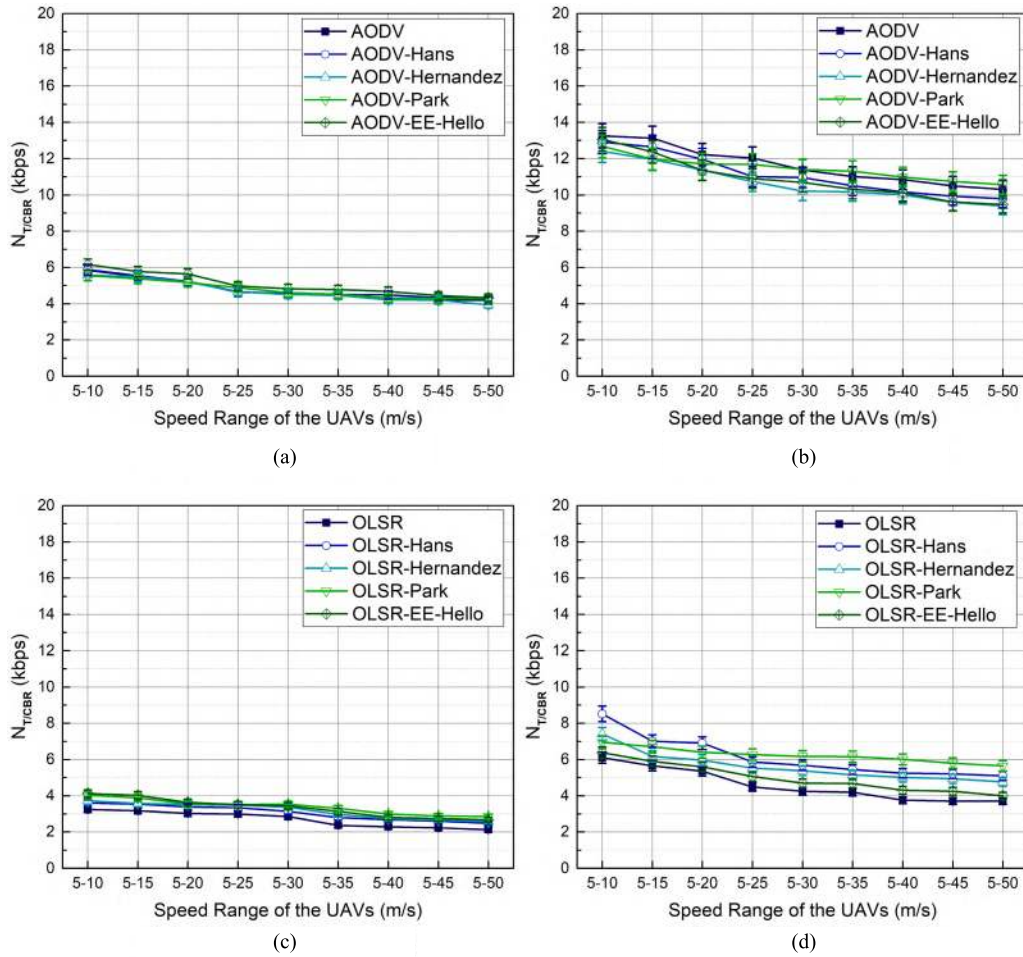 20
18
16
14
12
10
8
6
4
2
0
N_T/CBR (kbps)
AODV
AODV-Hans
AODV-Hernandez
AODV-Park
AODV-EE-Hello
5-10 5-15 5-20 5-25 5-30 5-35 5-40 5-45 5-50
Speed Range of the UAVs (m/s)
(a)
20
18
16
14
12
10
8
6
4
2
0
N_T/CBR (kbps)
AODV
AODV-Hans
AODV-Hernandez
AODV-Park
AODV-EE-Hello
5-10 5-15 5-20 5-25 5-30 5-35 5-40 5-45 5-50
Speed Range of the UAVs (m/s)
(b)
20
18
16
14
12
10
8
6
4
2
0
N_T/CBR (kbps)
OLSR
OLSR-Hans
OLSR-Hernandez
OLSR-Park
OLSR-EE-Hello
5-10 5-15 5-20 5-25 5-30 5-35 5-40 5-45 5-50
Speed Range of the UAVs (m/s)
(c)
20
18
16
14
12
10
8
6
4
2
0
N_T/CBR (kbps)
OLSR
OLSR-Hans
OLSR-Hernandez
OLSR-Park
OLSR-EE-Hello
5-10 5-15 5-20 5-25 5-30 5-35 5-40 5-45 5-50
Speed Range of the UAVs (m/s)
(d)